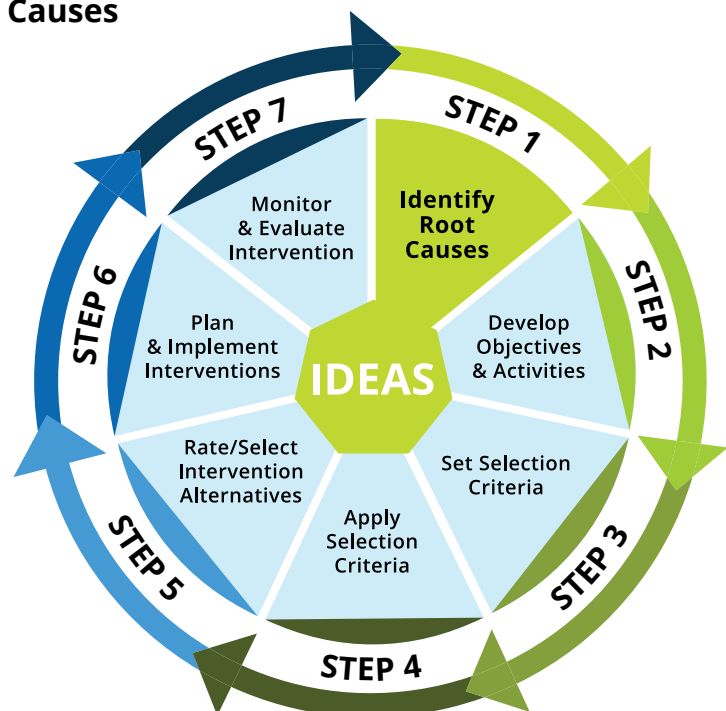 Causes
STEP 1
Identify
Root
Causes
STEP 2
Develop
Objectives
& Activities
STEP 3
Set Selection
Criteria
STEP 4
Apply
Selection
Criteria
STEP 5
Rate/Select
Intervention
Alternatives
STEP 6
Plan
& Implement
Interventions
STEP 7
Monitor
& Evaluate
Intervention
IDEAS